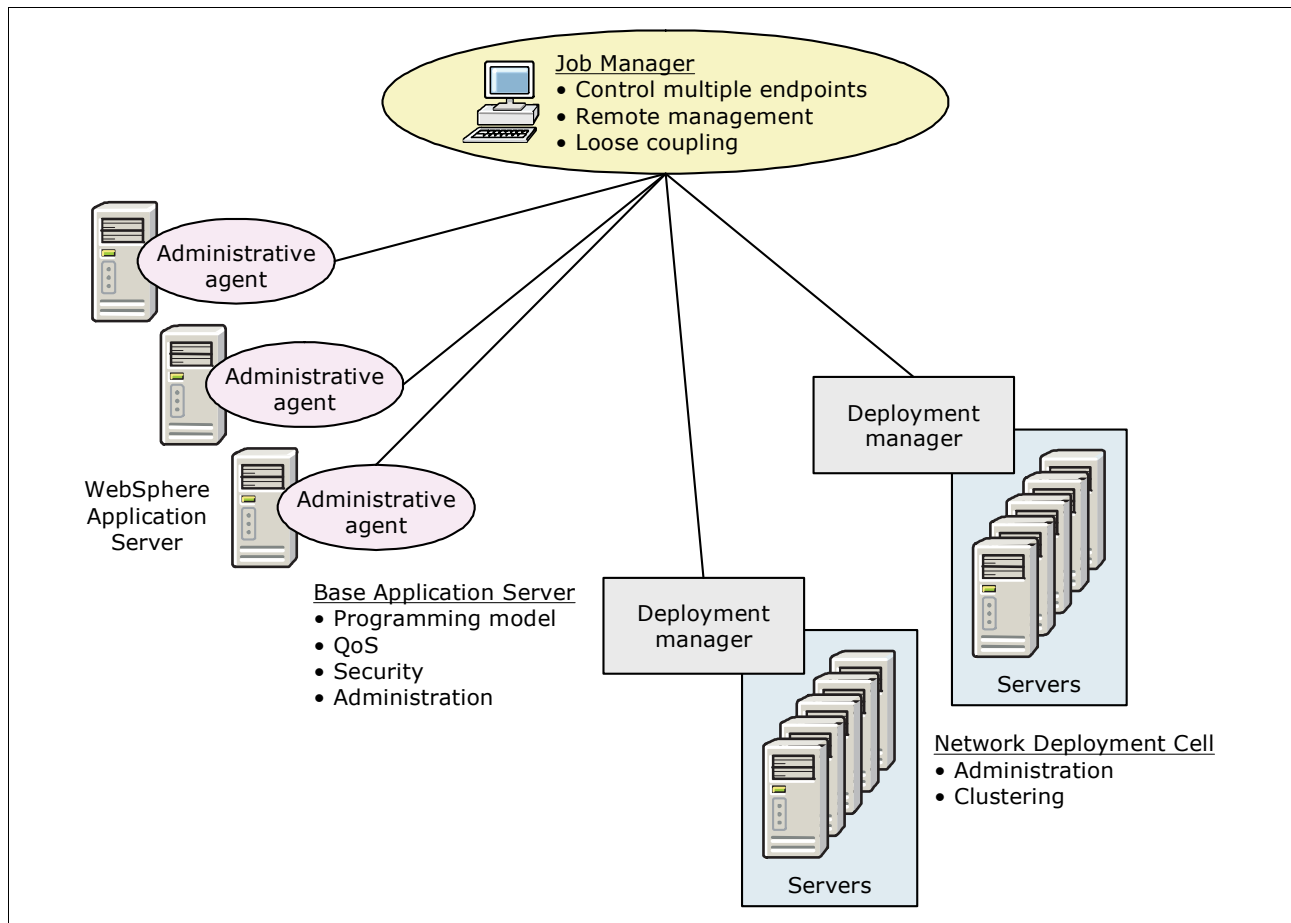 Job Manager
• Control multiple endpoints
• Remote management
• Loose coupling
Administrative
agent
Administrative
agent
Administrative
agent
WebSphere
Application
Server
Base Application Server
• Programming model
• QoS
• Security
• Administration
Deployment
manager
Servers
Deployment
manager
Servers
Network Deployment Cell
• Administration
• Clustering